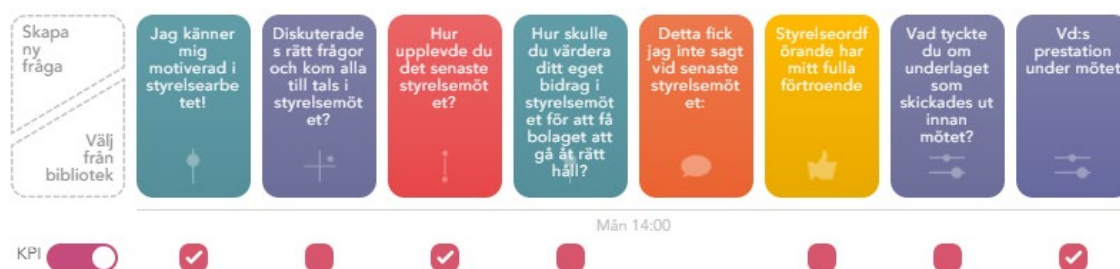 Skapa
ny
fråga
Välj
från
bibliotek
Jag känner
mig
motiverad i
styrelsearbe
tet!
Diskuterade
s rätt frågor
och kom alla
till tals i
styrelsemöt
et?
Hur
upplevde du
det senaste
styrelsemöt
et?
Hur skulle
du värdera
ditt eget
bidrag i
styrelsemöt
et för att få
bolaget att
gå åt rätt
håll?
Detta fick
jag inte sagt
vid senaste
styrelsemöt
et:
Styrelseordf
örande har
mitt fulla
förtroende
Vad tyckte
du om
underlaget
som
skickades ut
innan
mötet?
Vd:s
prestation
under mötet
Mån 14:00
KPI